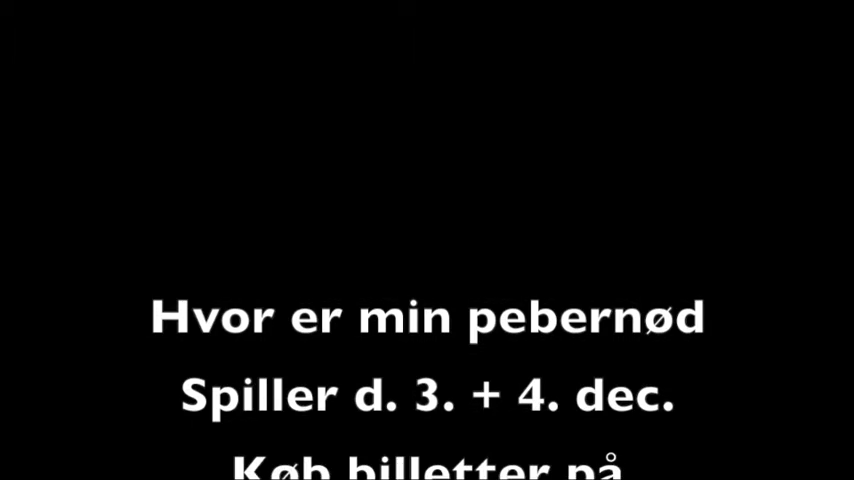 Hvor er min pebernød
Spiller d. 3. + 4. dec.
Køb billetter på